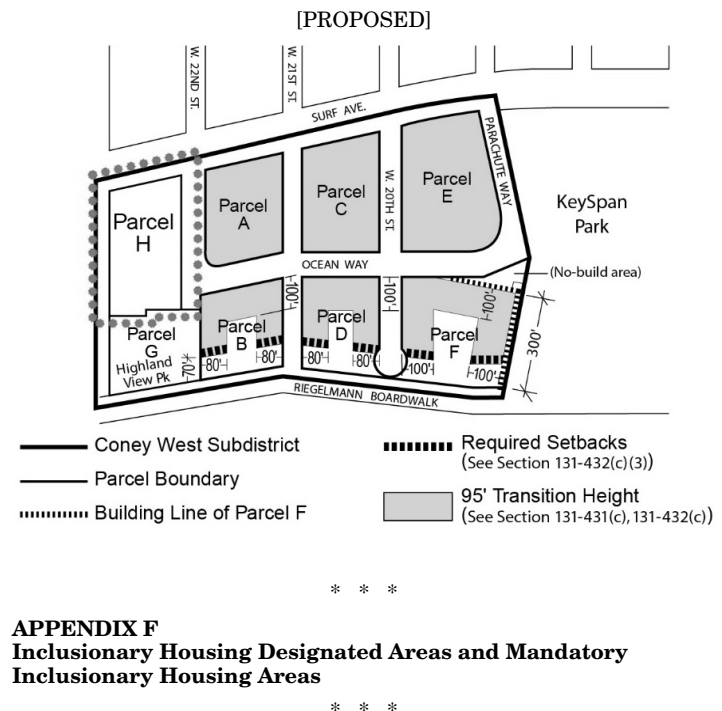 [PROPOSED]
W. 22ND ST.
W. 21ST ST.
SURF AVE.
PARACHUTE WAY
Parcel
H
Parcel
A
Parcel
C
W. 20TH ST.
Parcel
E
KeySpan
Park
OCEAN WAY
(No-build area)
100'
100'
100'
300'
Parcel
G
Highland
View Pk
70'
Parcel
B
80'
80'
Parcel
D
80'
80'
Parcel
F
100'
100'
RIEGELMANN BOARDWALK
Coney West Subdistrict
Parcel Boundary
Building Line of Parcel F
Required Setbacks
(See Section 131-432(c)(3))
95' Transition Height
(See Section 131-431(c), 131-432(c))
* * *
APPENDIX F
Inclusionary Housing Designated Areas and Mandatory
Inclusionary Housing Areas
* * *